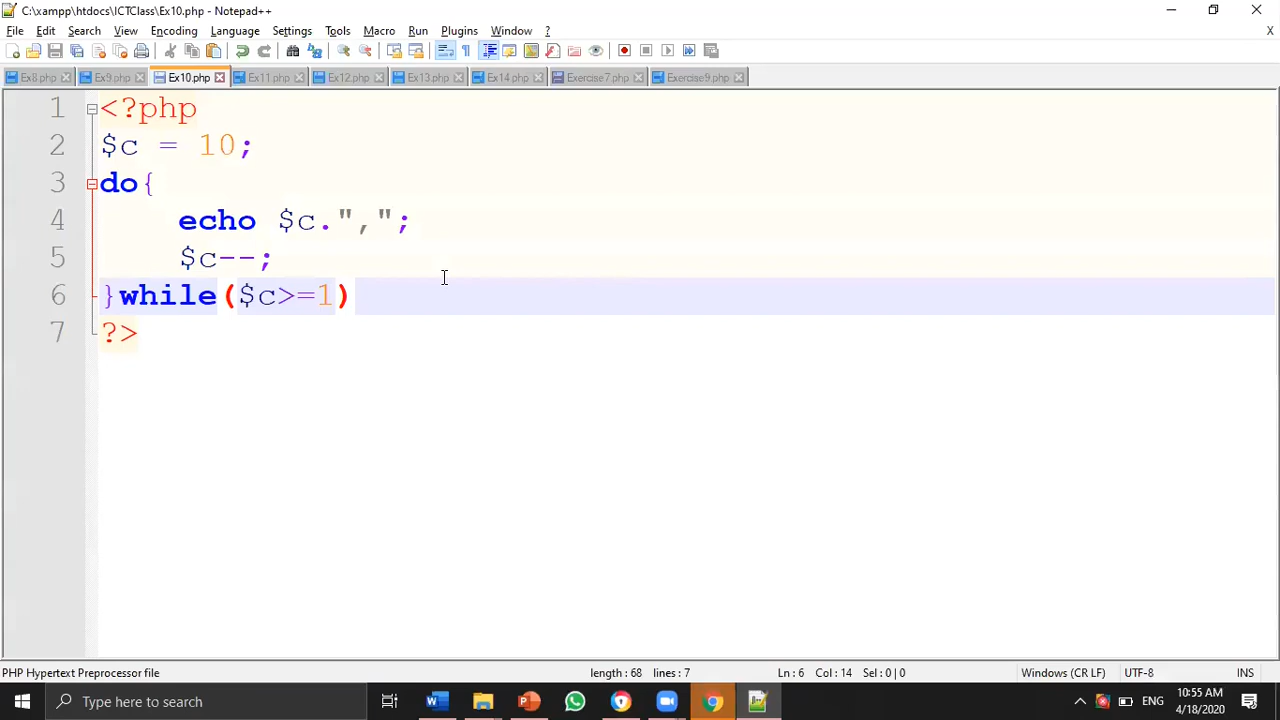 C:\xampp\htdocs\ICTClass\Ex10.php - Notepad++
File Edit Search View Encoding Language Settings Tools Macro Run Plugins Window ? X
Ex8.php Ex9.php Ex10.php Ex11.php Ex12.php Ex13.php Ex14.php Exercise7.php Exercise9.php
1 <?php
2 $c = 10;
3 do{
4 echo $c.",";
5 $c--;
6 }while($c>=1)
7 ?>
PHP Hypertext Preprocessor file length : 68 lines : 7 Ln : 6 Col : 14 Sel : 0 | 0 Windows (CR LF) UTF-8 INS
Type here to search ENG 10:55 AM
4/18/2020